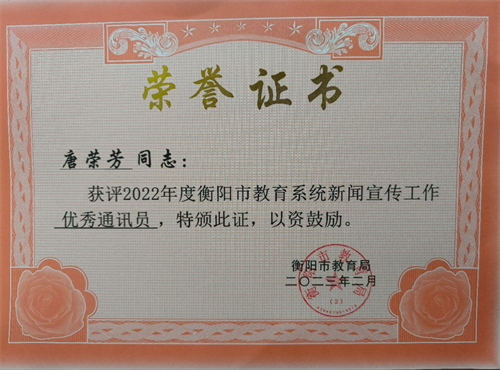 荣誉证书
唐荣芳 同志：
获评2022年度衡阳市教育系统新闻宣传工作
优秀通讯员，特颁此证，以资鼓励。
衡阳市教育局
二〇二三年二月